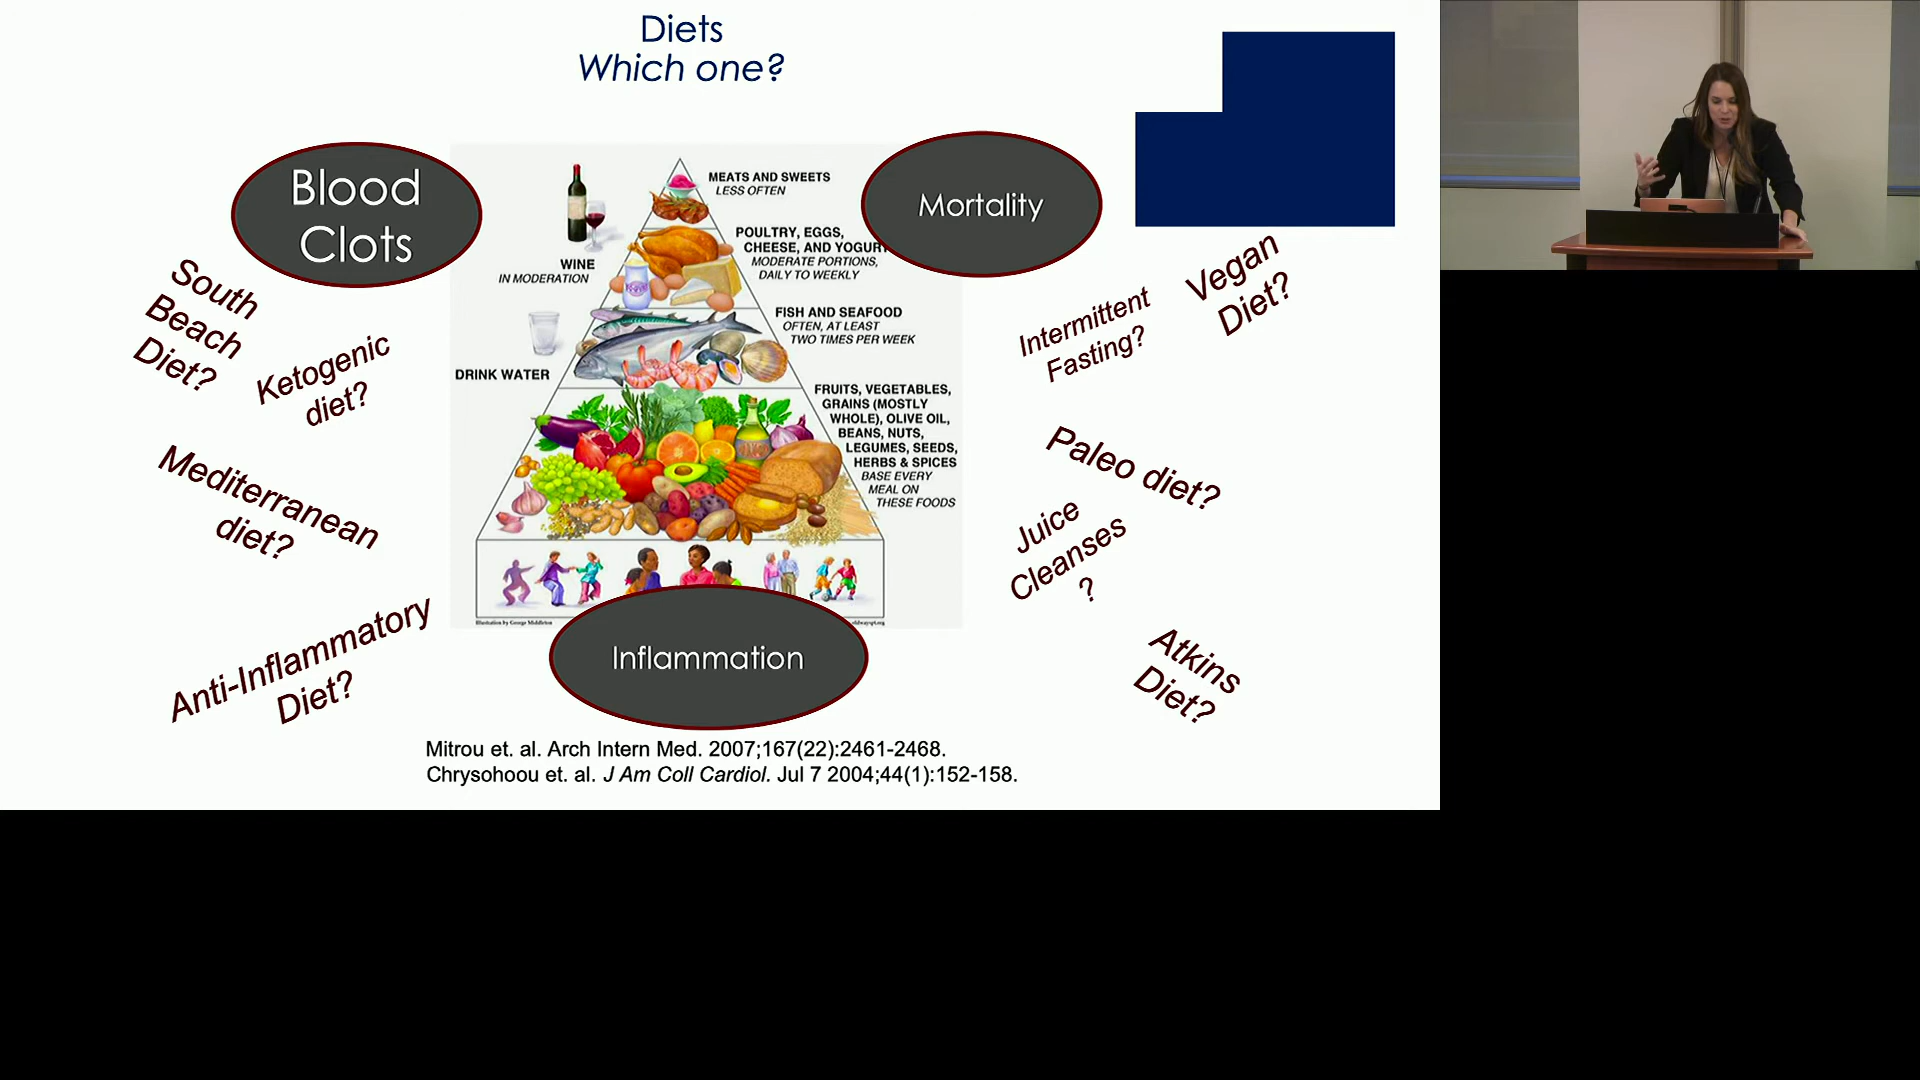 Diets
Which one?
Blood
Clots
Mortality
MEATS AND SWEETS
LESS OFTEN
POULTRY, EGGS,
CHEESE, AND YOGURT
MODERATE PORTIONS,
DAILY TO WEEKLY
WINE
IN MODERATION
FISH AND SEAFOOD
OFTEN, AT LEAST
TWO TIMES PER WEEK
DRINK WATER
FRUITS, VEGETABLES,
GRAINS (MOSTLY
WHOLE), OLIVE OIL,
BEANS, NUTS,
LEGUMES, SEEDS,
HERBS & SPICES
BASE EVERY
MEAL ON
THESE FOODS
Illustration by George Middleton
South
Beach
Diet?
Ketogenic
diet?
Mediterranean
diet?
Anti-Inflammatory
Diet?
Vegan
Diet?
Intermittent
Fasting?
Paleo diet?
Juice
Cleanses
?
Atkins
Diet?
Inflammation
Mitrou et. al. Arch Intern Med. 2007;167(22):2461-2468.
Chrysohoou et. al. J Am Coll Cardiol. Jul 7 2004;44(1):152-158.